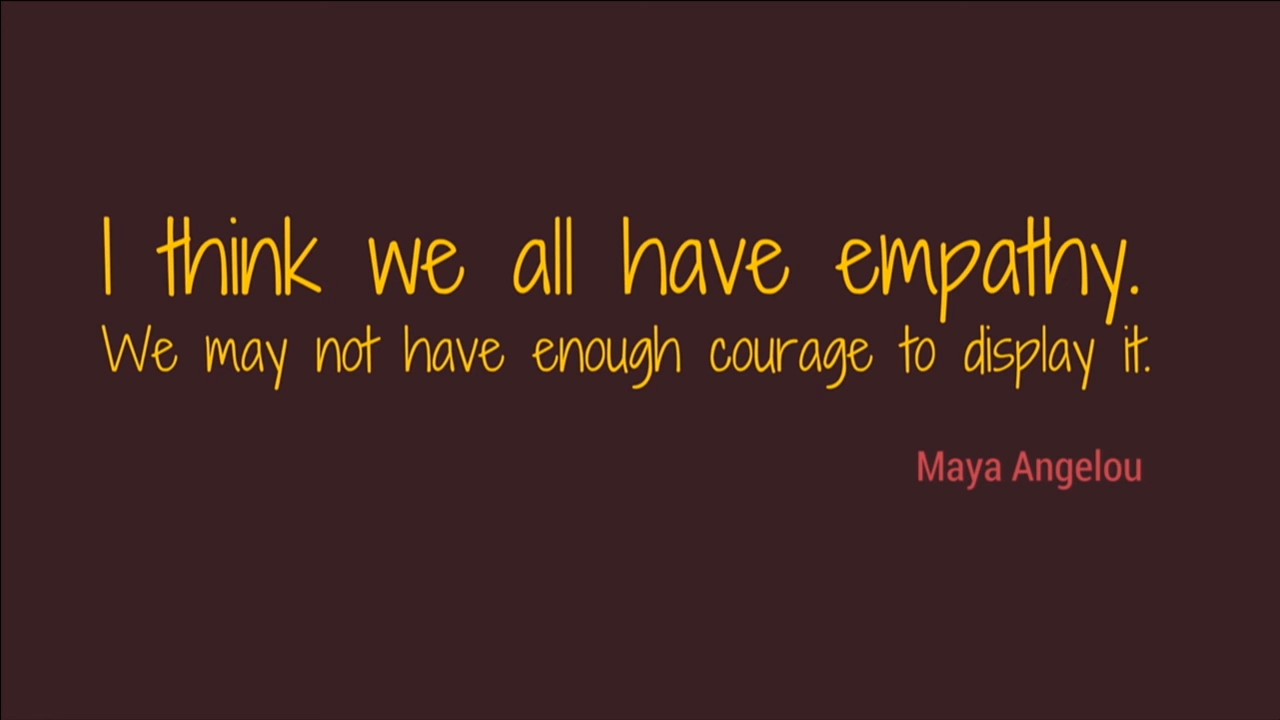 I think we all have empathy.
We may not have enough courage to display it.
Maya Angelou